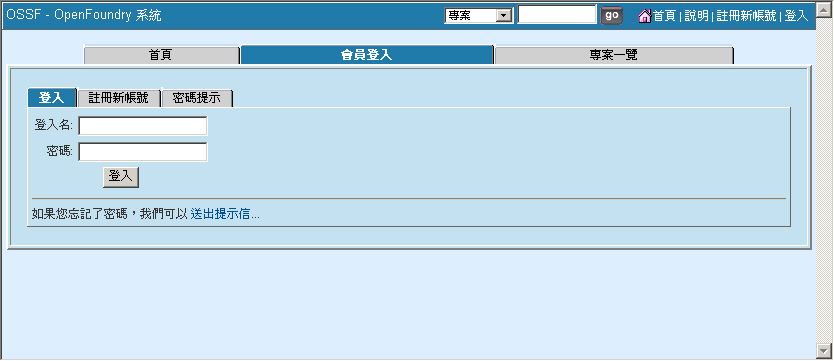 OSSF - OpenFoundry 系統 專案 go 首頁 | 說明 | 註冊新帳號 | 登入
首頁 會員登入 專案一覽
登入 註冊新帳號 密碼提示
登入名:
密碼:
登入
如果您忘記了密碼，我們可以 送出提示信...